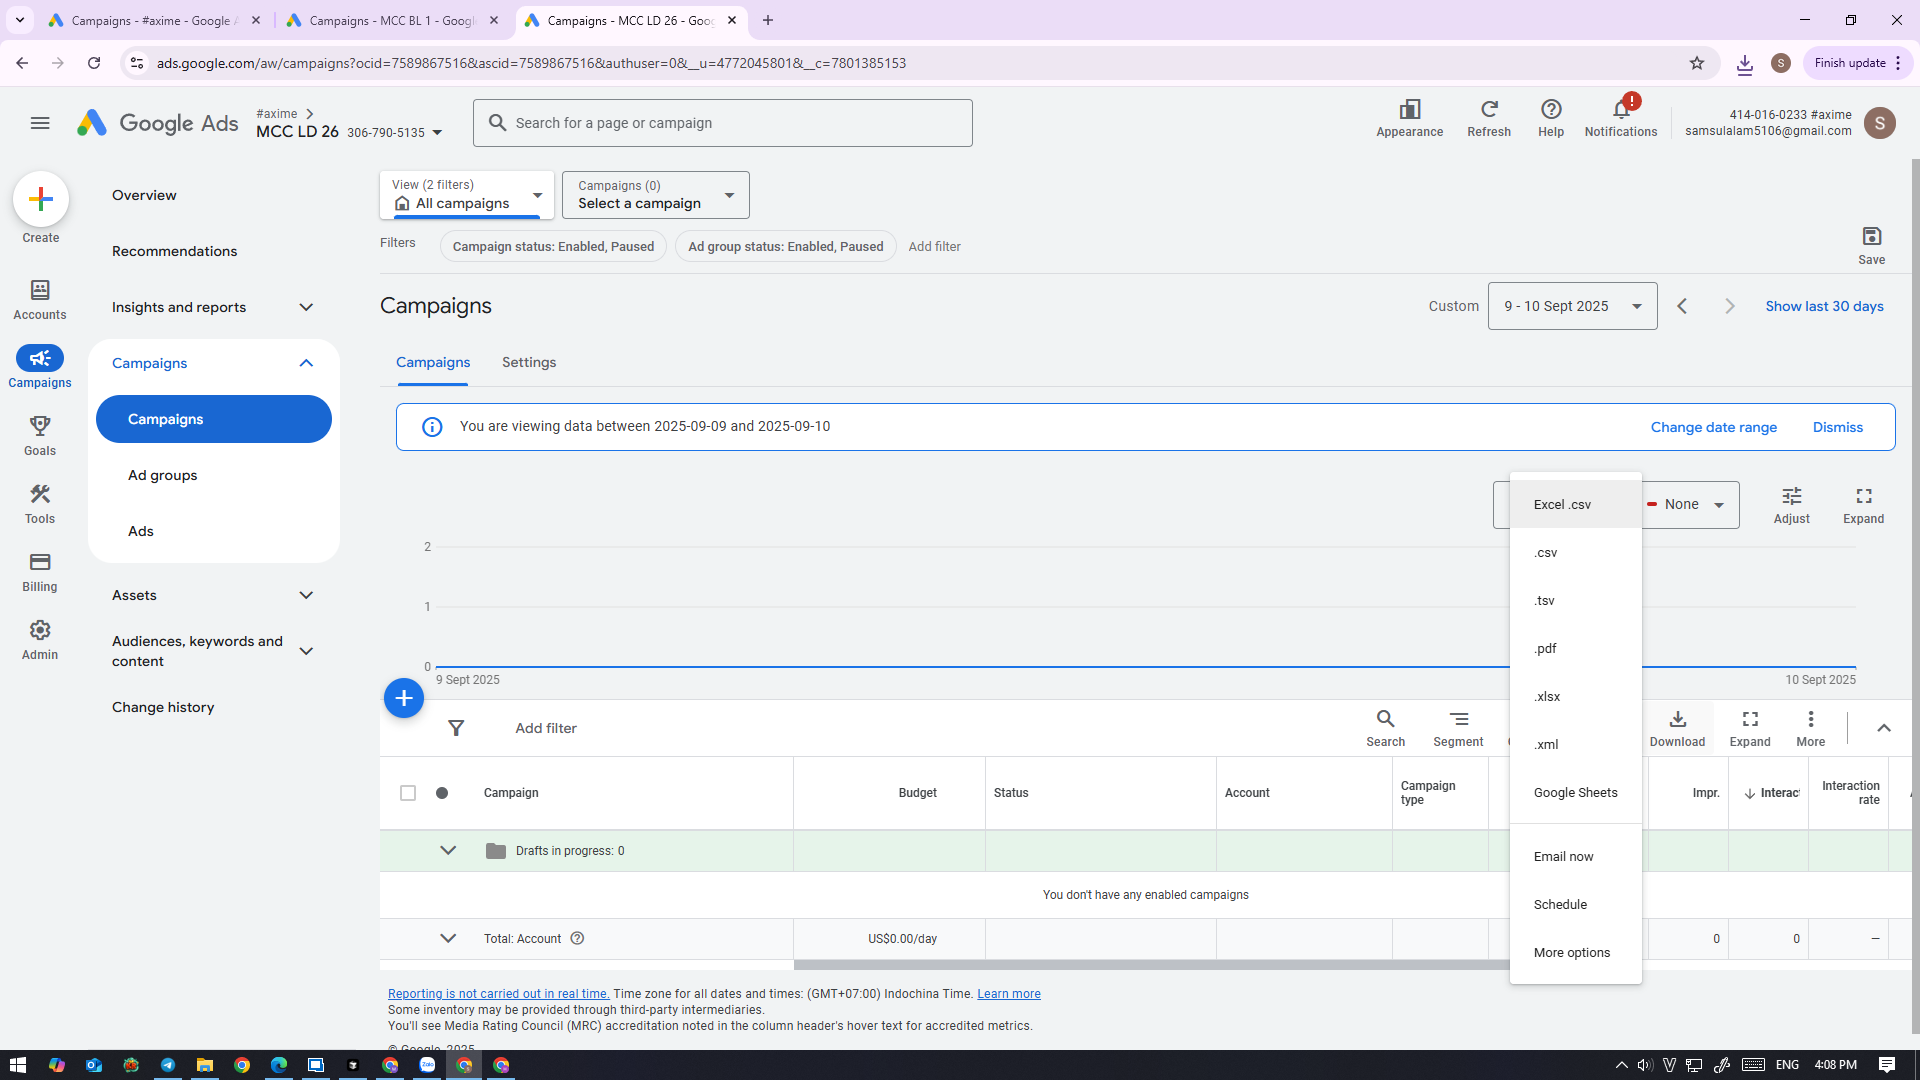 Campaigns - #axime - Google A
Campaigns - MCC BL 1 - Googl
Campaigns - MCC LD 26 - Goog
ads.google.com/aw/campaigns?ocid=7589867516&ascid=7589867516&authuser=0&__u=4772045801&__c=7801385153
S
Finish update
Google Ads
#axime
MCC LD 26 306-790-5135
Search for a page or campaign
Appearance
Refresh
Help
!
Notifications
414-016-0233 #axime
samsulalam5106@gmail.com
S
Create
Accounts
Campaigns
Goals
Tools
Billing
Admin
Overview
Recommendations
Insights and reports
Campaigns
Campaigns
Ad groups
Ads
Assets
Audiences, keywords and
content
Change history
View (2 filters)
All campaigns
Campaigns (0)
Select a campaign
Filters
Campaign status: Enabled, Paused
Ad group status: Enabled, Paused
Add filter
Save
Campaigns
Custom
9 - 10 Sept 2025
Show last 30 days
Campaigns
Settings
You are viewing data between 2025-09-09 and 2025-09-10
Change date range
Dismiss
None
Adjust
Expand
2
1
0
9 Sept 2025
10 Sept 2025
Excel .csv
.csv
.tsv
.pdf
.xlsx
.xml
Google Sheets
Email now
Schedule
More options
Add filter
Search
Segment
Download
Expand
More
Campaign
Budget
Status
Account
Campaign
type
Impr.
Interact
Interaction
rate
Drafts in progress: 0
You don't have any enabled campaigns
Total: Account
US$0.00/day
0
0
—
Reporting is not carried out in real time. Time zone for all dates and times: (GMT+07:00) Indochina Time. Learn more
Some inventory may be provided through third-party intermediaries.
You'll see Media Rating Council (MRC) accreditation noted in the column header's hover text for accredited metrics.
© Google, 2025
Zalo
ENG
4:08 PM